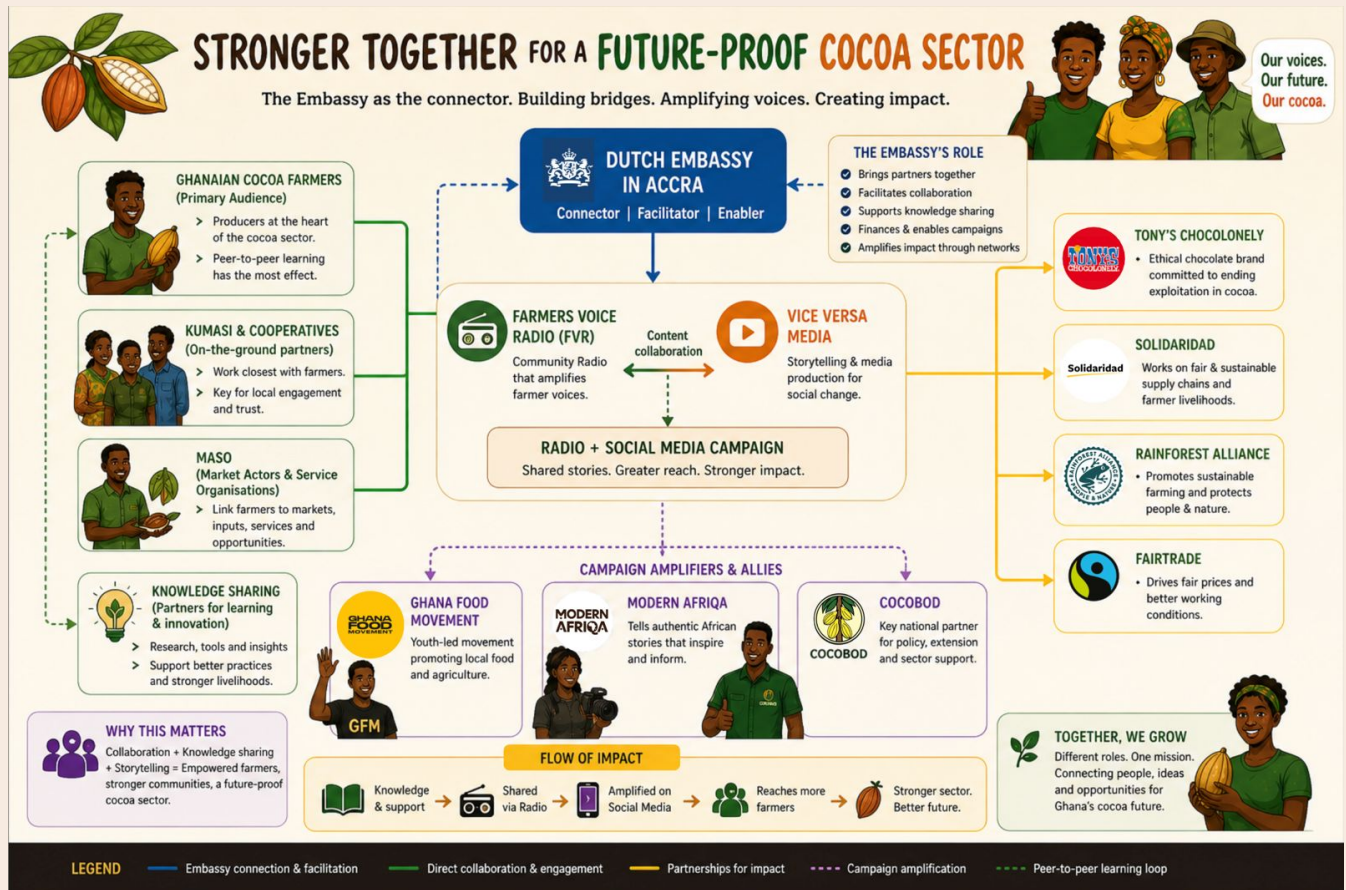 STRONGER TOGETHER FOR A FUTURE-PROOF COCOA SECTOR
The Embassy as the connector. Building bridges. Amplifying voices. Creating impact.
Our voices.
Our future.
Our cocoa.
DUTCH EMBASSY
IN ACCRA
Connector | Facilitator | Enabler
THE EMBASSY'S ROLE
Brings partners together
Facilitates collaboration
Supports knowledge sharing
Finances & enables campaigns
Amplifies impact through networks
GHANAIAN COCOA FARMERS
(Primary Audience)
Producers at the heart
of the cocoa sector.
Peer-to-peer learning
has the most effect.
KUMASI & COOPERATIVES
(On-the-ground partners)
Work closest with farmers.
Key for local engagement
and trust.
MASO
(Market Actors & Service
Organisations)
Link farmers to markets,
inputs, services and
opportunities.
KNOWLEDGE SHARING
(Partners for learning
& innovation)
Research, tools and insights
Support better practices
and stronger livelihoods.
FARMERS VOICE
RADIO (FVR)
Community Radio
that amplifies
farmer voices.
Content
collaboration
VICE VERSA
MEDIA
Storytelling & media
production for
social change.
RADIO + SOCIAL MEDIA CAMPAIGN
Shared stories. Greater reach. Stronger impact.
TONY'S CHOCOLONELY
TONY'S
CHOCOLONELY
Ethical chocolate brand
committed to ending
exploitation in cocoa.
SOLIDARIDAD
Solidaridad
Works on fair & sustainable
supply chains and
farmer livelihoods.
RAINFOREST ALLIANCE
RAINFOREST ALLIANCE
PEOPLE & NATURE
Promotes sustainable
farming and protects
people & nature.
FAIRTRADE
Drives fair prices and
better working
conditions.
CAMPAIGN AMPLIFIERS & ALLIES
GHANA
FOOD
MOVEMENT
GHANA FOOD
MOVEMENT
Youth-led movement
promoting local food
and agriculture.
GFM
MODERN
AFRIQA
MODERN AFRIQA
Tells authentic African
stories that inspire
and inform.
COCOBOD
COCOBOD
Key national partner
for policy, extension
and sector support.
WHY THIS MATTERS
Collaboration + Knowledge sharing
+ Storytelling = Empowered farmers,
stronger communities, a future-proof
cocoa sector.
FLOW OF IMPACT
Knowledge
& support
Shared
via Radio
Amplified on
Social Media
Reaches more
farmers
Stronger sector.
Better future.
TOGETHER, WE GROW
Different roles. One mission.
Connecting people, ideas
and opportunities for
Ghana's cocoa future.
LEGEND
Embassy connection & facilitation
Direct collaboration & engagement
Partnerships for impact
Campaign amplification
Peer-to-peer learning loop